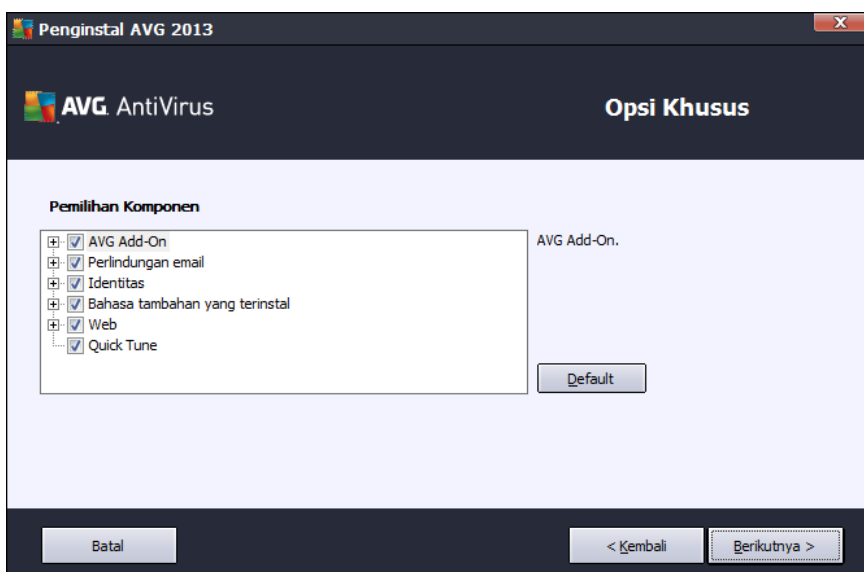 Penginstal AVG 2013
AVG. AntiVirus
Opsi Khusus
Pemilihan Komponen
AVG Add-On
Perlindungan email
Identitas
Bahasa tambahan yang terinstal
Web
Quick Tune
AVG Add-On.
Default
Batal
< Kembali
Berikutnya >